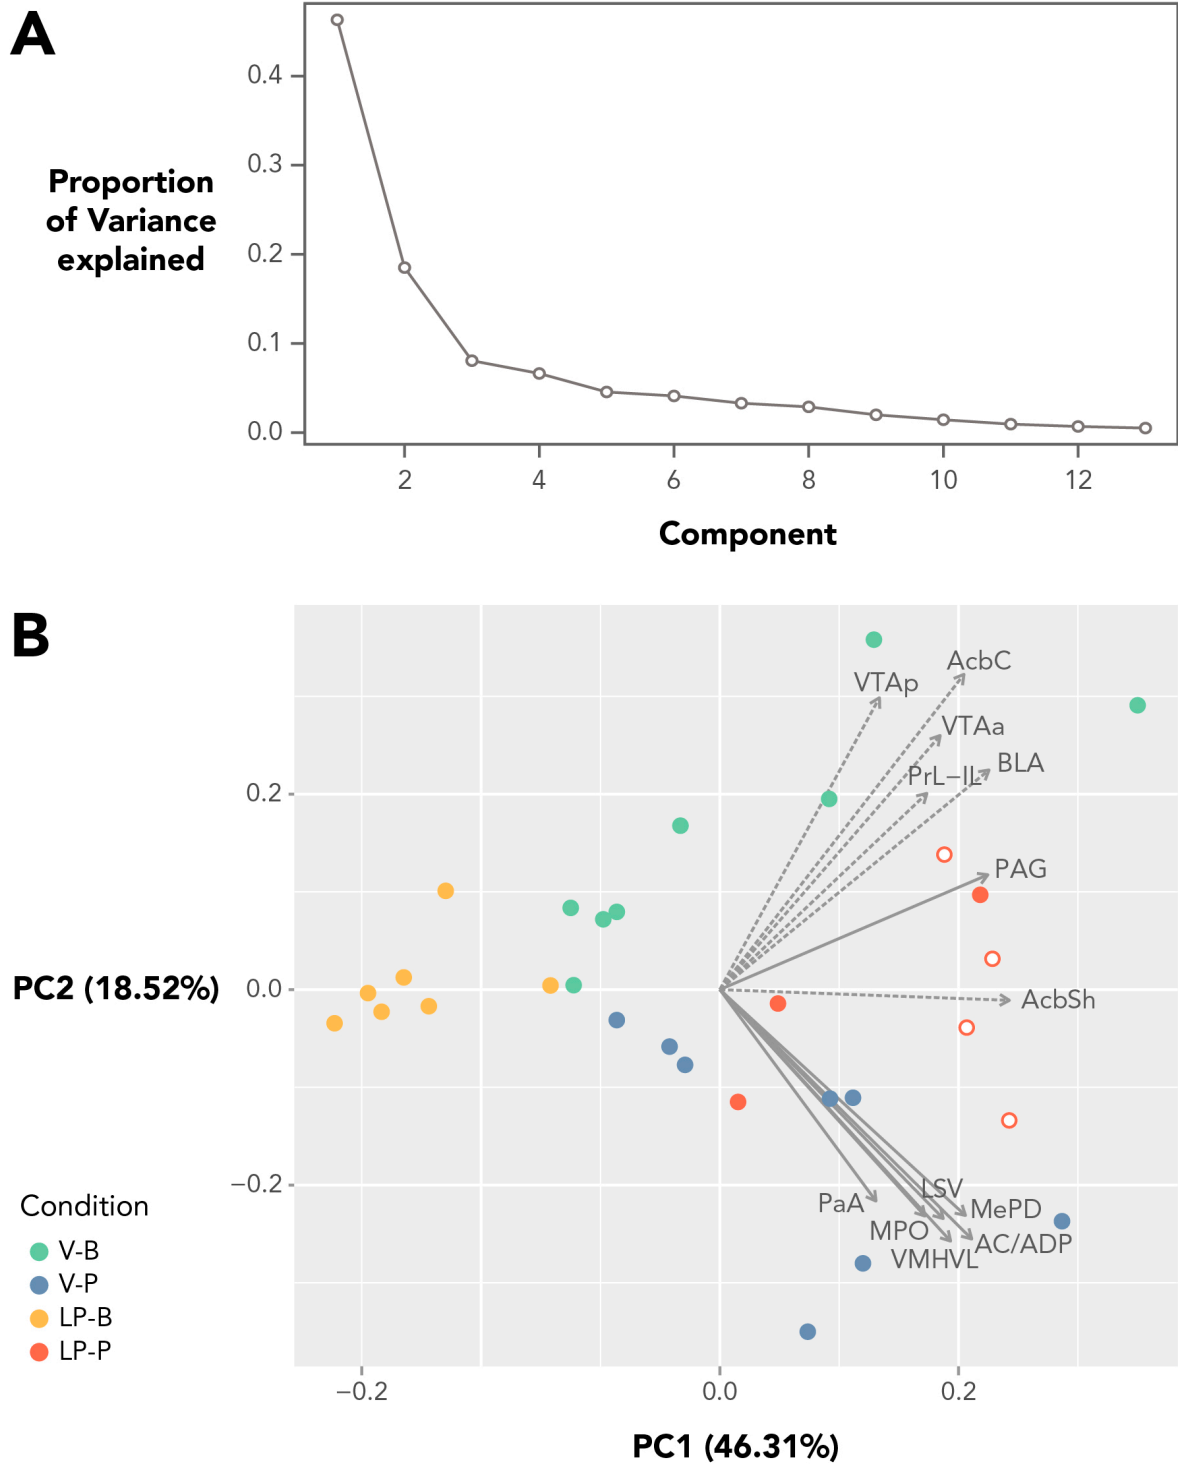 A
0.4
0.3
0.2
0.1
0.0
Proportion
of Variance
explained
2 4 6 8 10 12
Component
B
AcbC
VTAp
VTAa
BLA
PrL–IL
PAG
AcbSh
LSV
PaA
MePD
MPO
AC/ADP
VMHVL
0.2
0.0
−0.2
PC2 (18.52%)
Condition
V-B
V-P
LP-B
LP-P
−0.2 0.0 0.2
PC1 (46.31%)